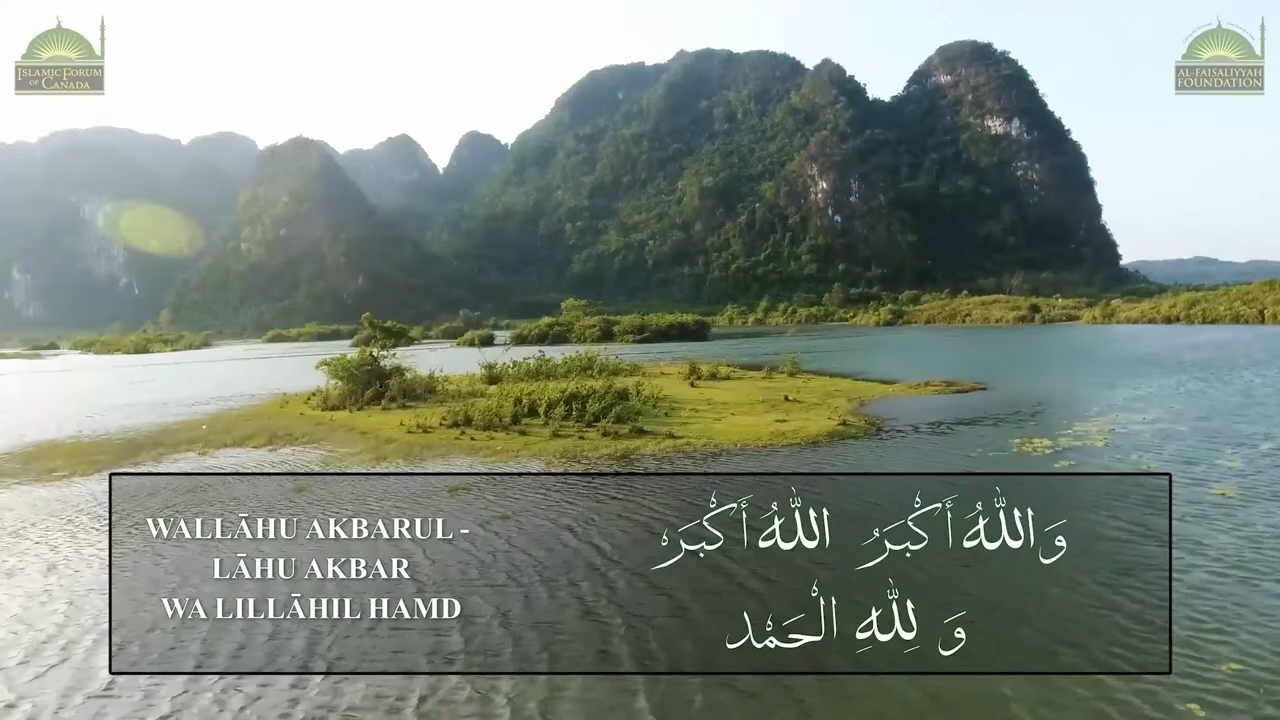 ISLAMIC FORUM
OF CANADA
AL-FAISALIYYAH
FOUNDATION
WALLĀHU AKBARUL -
LĀHU AKBAR
WA LILLĀHIL HAMD
وَاللّٰهُ أَكْبَرُ اللّٰهُ أَكْبَرْ
وَ لِلّٰهِ الْحَمْد